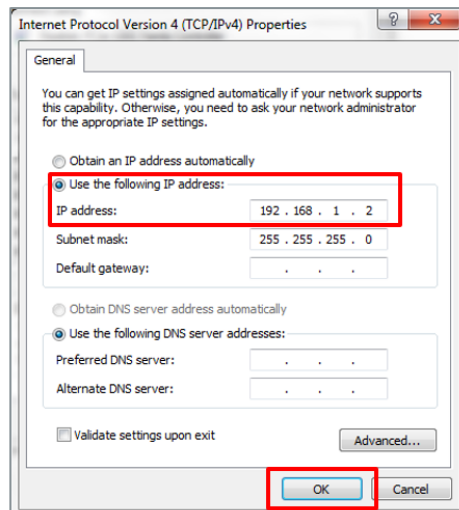 Internet Protocol Version 4 (TCP/IPv4) Properties
General
You can get IP settings assigned automatically if your network supports
this capability. Otherwise, you need to ask your network administrator
for the appropriate IP settings.
Obtain an IP address automatically
Use the following IP address:
IP address: 192 . 168 . 1 . 2
Subnet mask: 255 . 255 . 255 . 0
Default gateway: . . .
Obtain DNS server address automatically
Use the following DNS server addresses:
Preferred DNS server: . . .
Alternate DNS server: . . .
Validate settings upon exit
Advanced...
OK Cancel